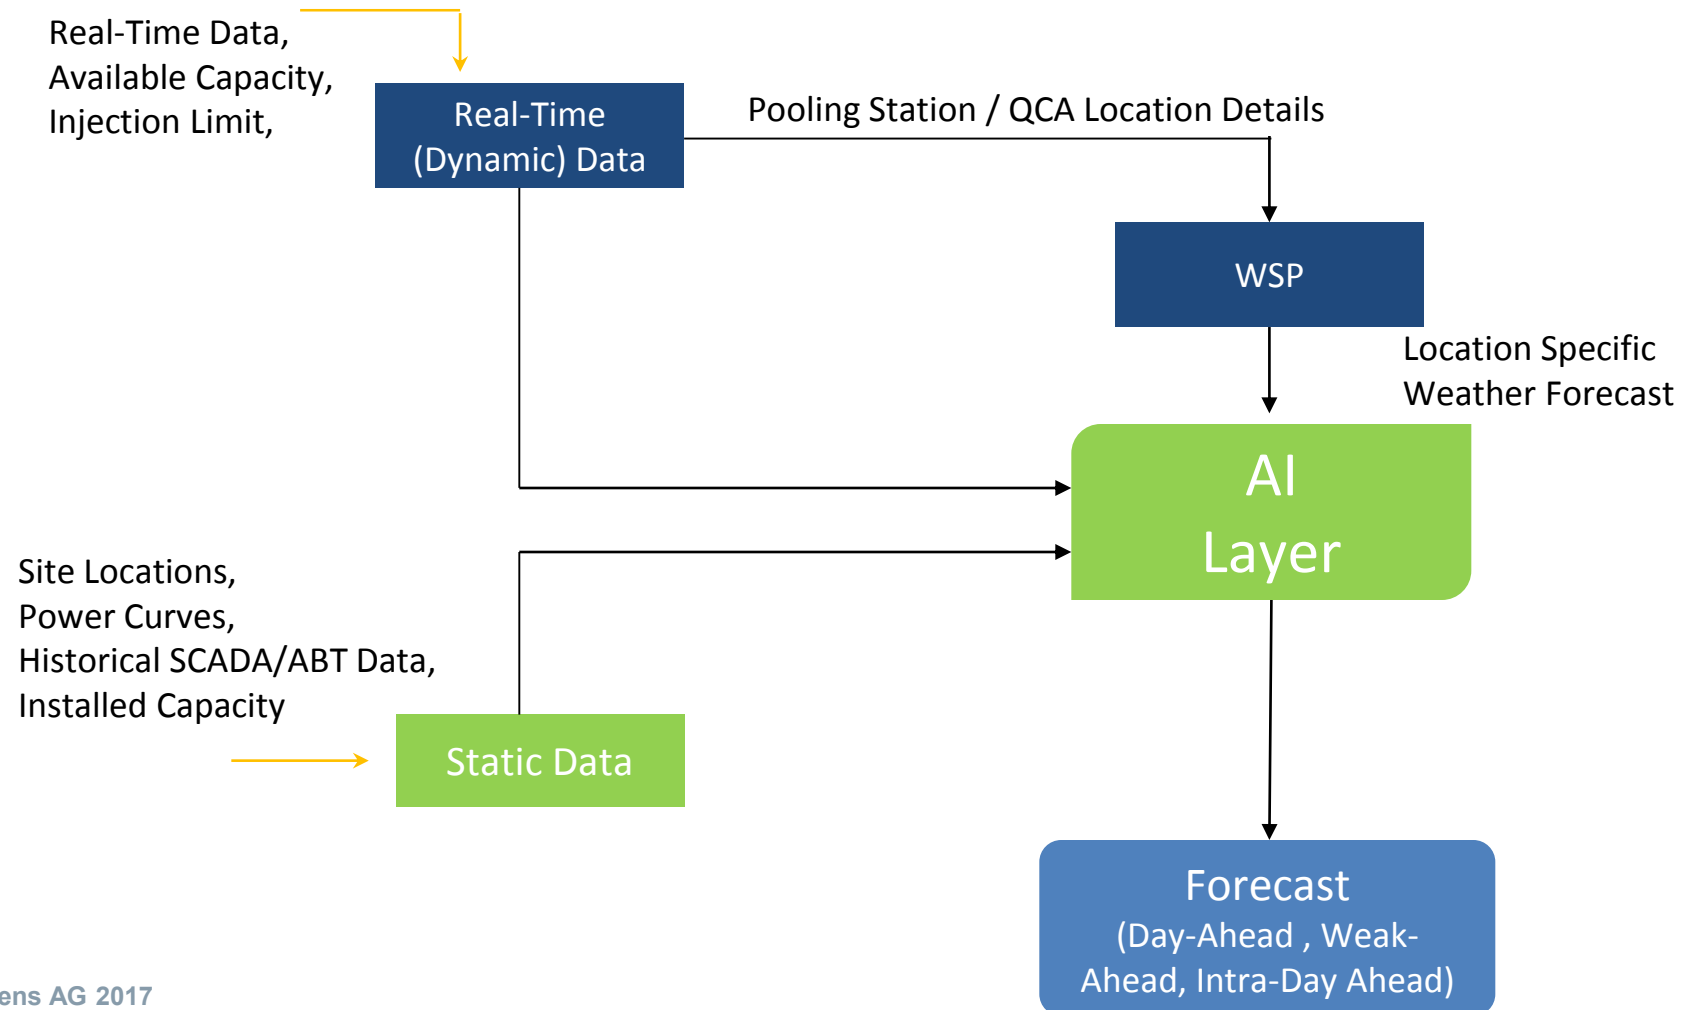 Real-Time Data,
Available Capacity,
Injection Limit,
Real-Time
(Dynamic) Data
Pooling Station / QCA Location Details
WSP
Location Specific
Weather Forecast
AI
Layer
Site Locations,
Power Curves,
Historical SCADA/ABT Data,
Installed Capacity
Static Data
Forecast
(Day-Ahead , Weak-
Ahead, Intra-Day Ahead)
ens AG 2017